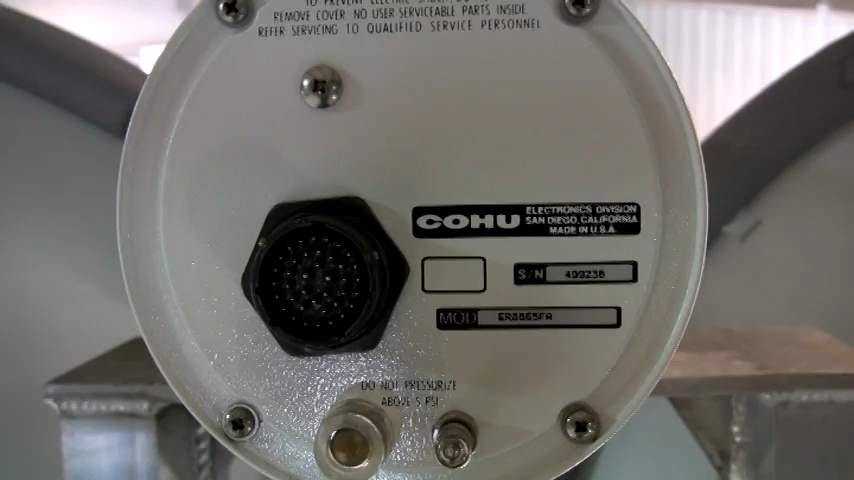 TO PREVENT ELECTRIC
REMOVE COVER. NO USER-SERVICEABLE PARTS INSIDE
REFER SERVICING TO QUALIFIED SERVICE PERSONNEL
COHU
ELECTRONICS DIVISION
SAN DIEGO, CALIFORNIA
MADE IN U.S.A.
S/N
MOD
DO NOT PRESSURIZE
ABOVE 5 PSI